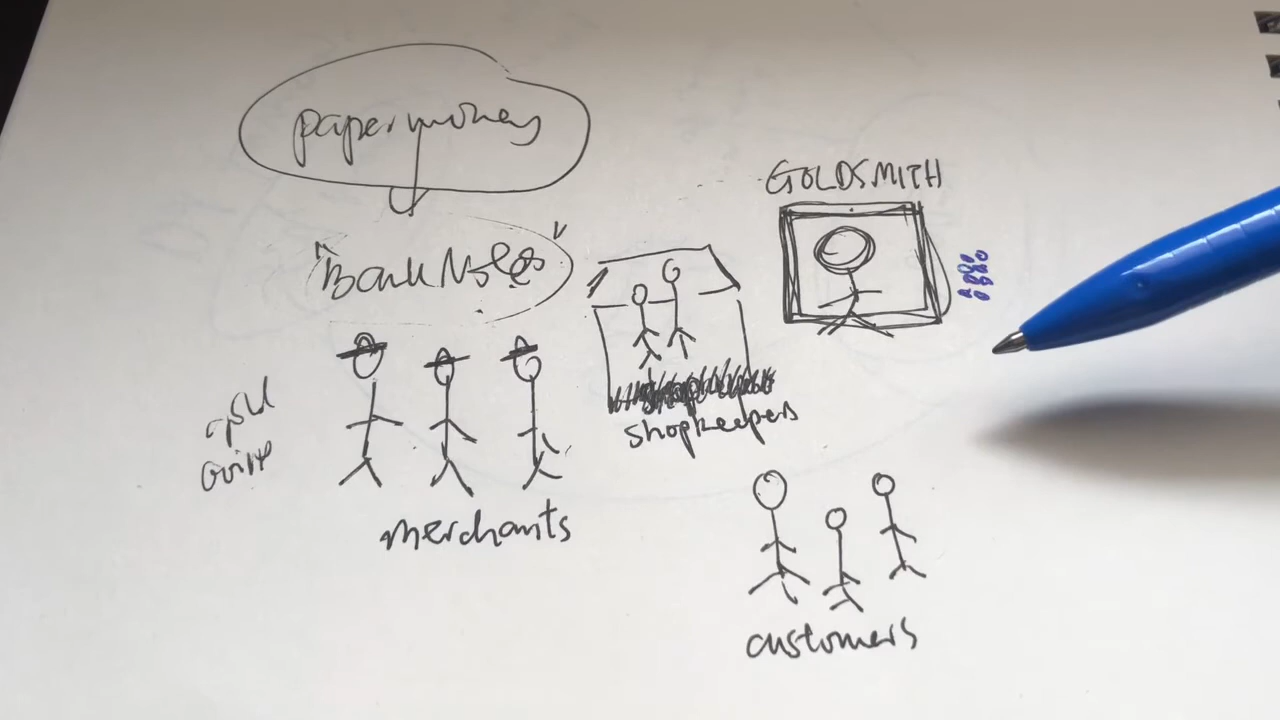 paper money
GOLDSMITH
"Bank Notes"
shopkeepers
merchants
customers